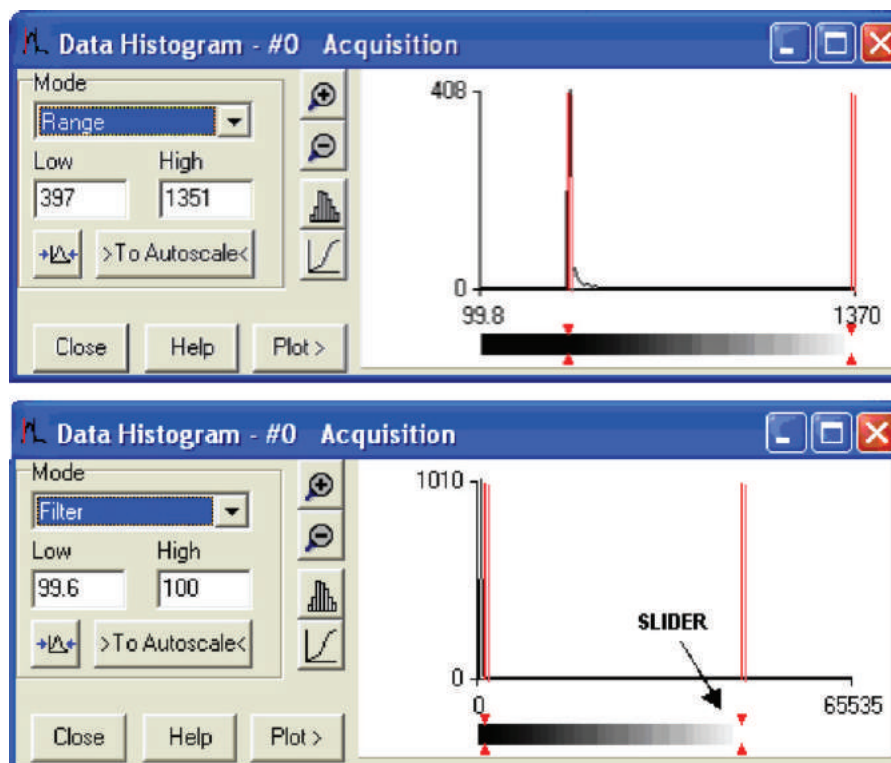 Data Histogram - #0 Acquisition
Mode
Range
Low High
397 1351
>To Autoscale<
Close Help Plot >
408
0
99.8 1370
Data Histogram - #0 Acquisition
Mode
Filter
Low High
99.6 100
>To Autoscale<
Close Help Plot >
1010
SLIDER
0
0 65535